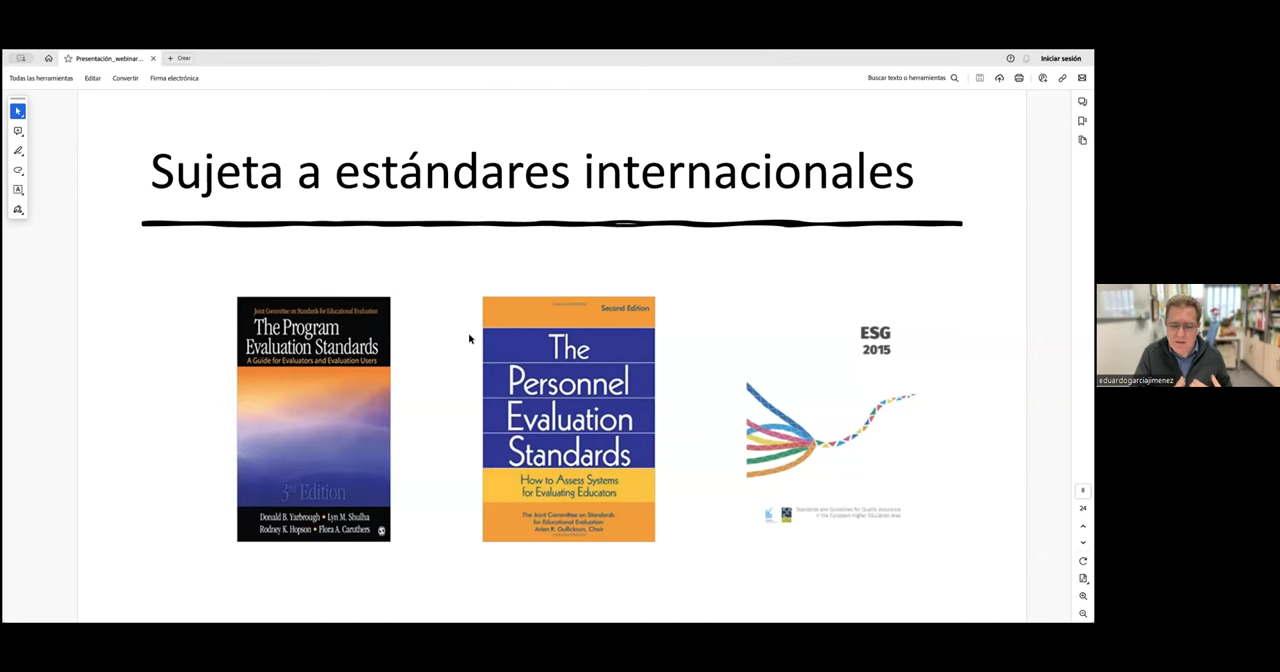 Presentación_webinar...
Crear
Iniciar sesión
Todas las herramientas
Editar
Convertir
Firma electrónica
Buscar texto o herramientas
Sujeta a estándares internacionales
Joint Committee on Standards for Educational Evaluation
The Program
Evaluation Standards
A Guide for Evaluators and Evaluation Users
3rd Edition
Donald B. Yarbrough • Lyn M. Shulha
Rodney K. Hopson • Flora A. Caruthers
Second Edition
The
Personnel
Evaluation
Standards
How to Assess Systems
for Evaluating Educators
The Joint Committee on Standards
for Educational Evaluation
Arlen R. Gullickson, Chair
ESG
2015
Standards and Guidelines for Quality Assurance
in the European Higher Education Area
8
24
eduardogarciajimenez